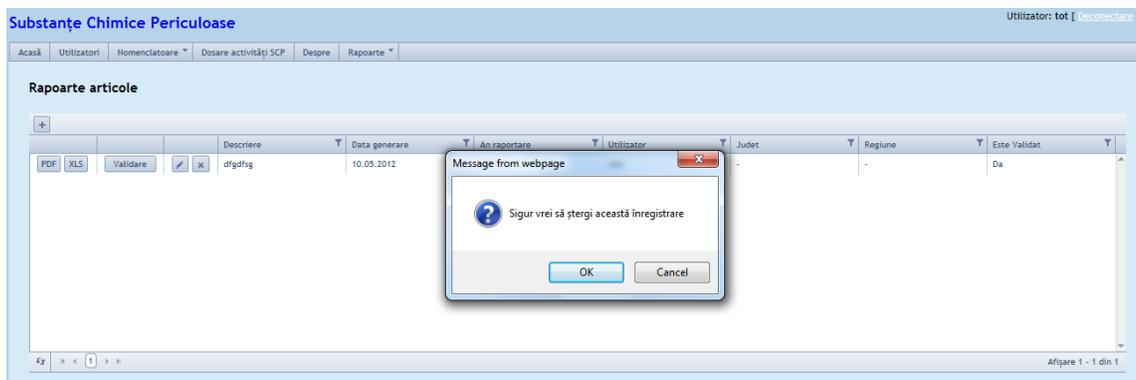 Utilizator: tot [ Deconectare
Substanțe Chimice Periculoase
Acasă Utilizatori Nomenclatoare Dosare activități SCP Despre Rapoarte
Rapoarte articole
+
Descriere Data generare An raportare Utilizator Judet Regiune Este Validat
PDF XLS Validare dfgdfsg 10.05.2012 - - Da
Message from webpage
Sigur vrei să ștergi această înregistrare
OK Cancel
1 Afișare 1 - 1 din 1